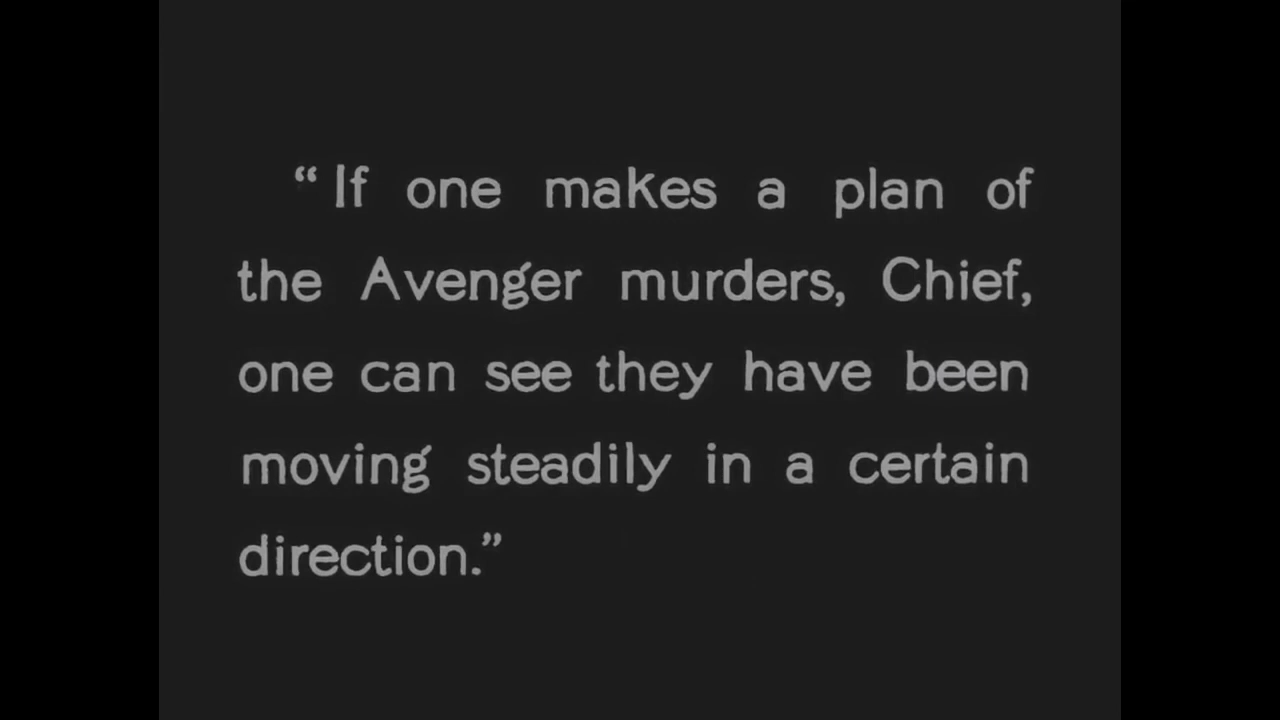 “If one makes a plan of
the Avenger murders, Chief,
one can see they have been
moving steadily in a certain
direction.”